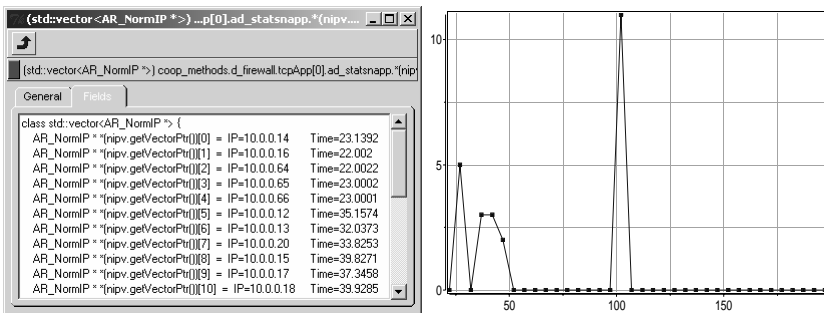 (std::vector<AR_NormIP *>) ...p[0].ad_statsnapp.*(nipv....
(std::vector<AR_NormIP *>) coop_methods.d_firewall.tcpApp[0].ad_statsnapp.*(nip
General Fields
class std::vector<AR_NormIP *> {
AR_NormIP * *(nipv.getVectorPtr())[0] = IP=10.0.0.14 Time=23.1392
AR_NormIP * *(nipv.getVectorPtr())[1] = IP=10.0.0.16 Time=22.002
AR_NormIP * *(nipv.getVectorPtr())[2] = IP=10.0.0.64 Time=22.0022
AR_NormIP * *(nipv.getVectorPtr())[3] = IP=10.0.0.65 Time=23.0002
AR_NormIP * *(nipv.getVectorPtr())[4] = IP=10.0.0.66 Time=23.0001
AR_NormIP * *(nipv.getVectorPtr())[5] = IP=10.0.0.12 Time=35.1574
AR_NormIP * *(nipv.getVectorPtr())[6] = IP=10.0.0.13 Time=32.0373
AR_NormIP * *(nipv.getVectorPtr())[7] = IP=10.0.0.20 Time=33.8253
AR_NormIP * *(nipv.getVectorPtr())[8] = IP=10.0.0.15 Time=39.8271
AR_NormIP * *(nipv.getVectorPtr())[9] = IP=10.0.0.17 Time=37.3458
AR_NormIP * *(nipv.getVectorPtr())[10] = IP=10.0.0.18 Time=39.9285
10
5
0
50 100 150